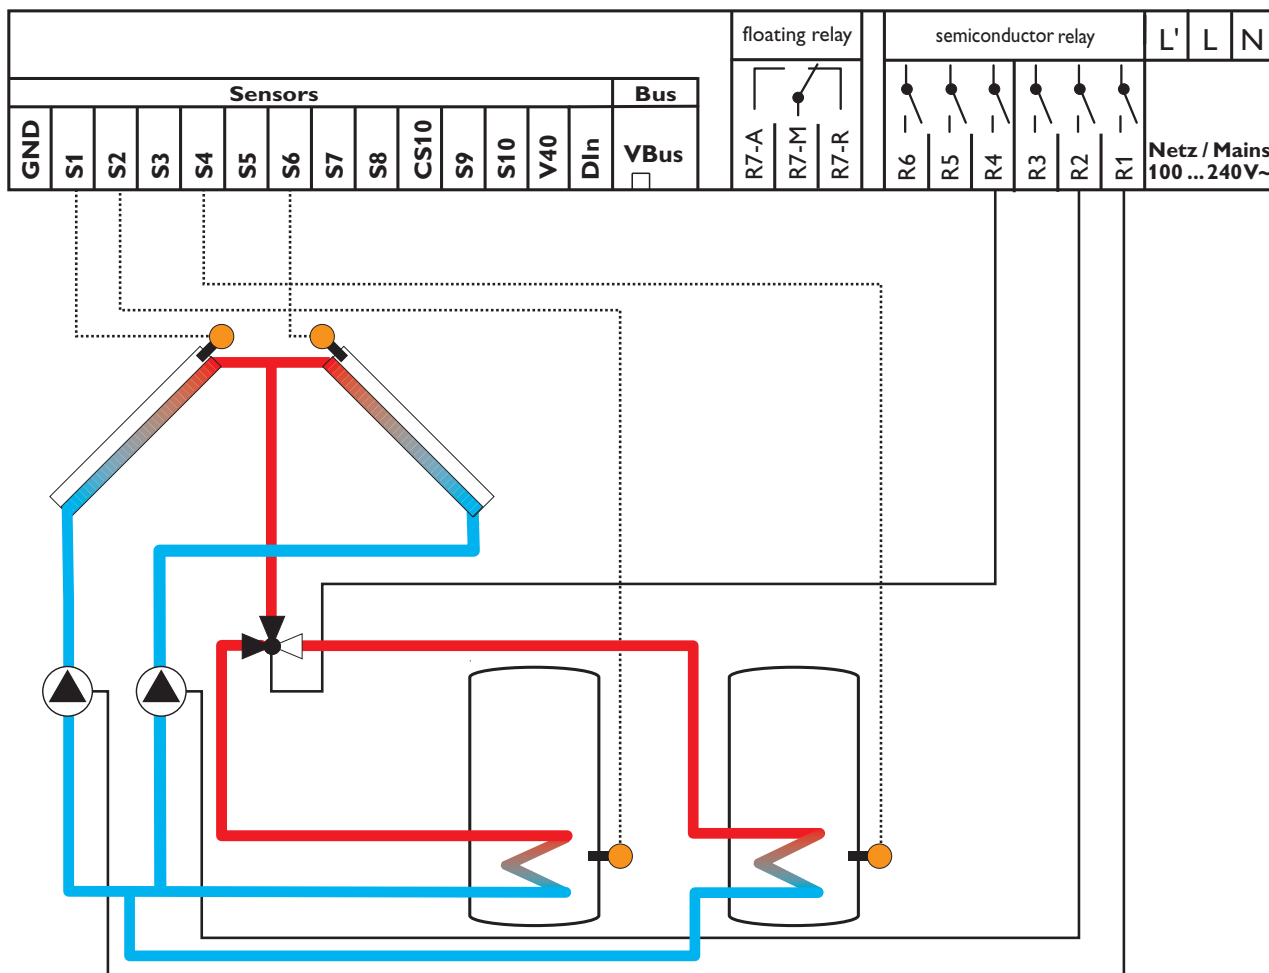 floating relay
semiconductor relay
L' L N
Sensors
Bus
GND S1 S2 S3 S4 S5 S6 S7 S8 CS10 S9 S10 V40 DIn
VBus
R7-A R7-M R7-R
R6 R5 R4 R3 R2 R1
Netz / Mains
100 ... 240 V~